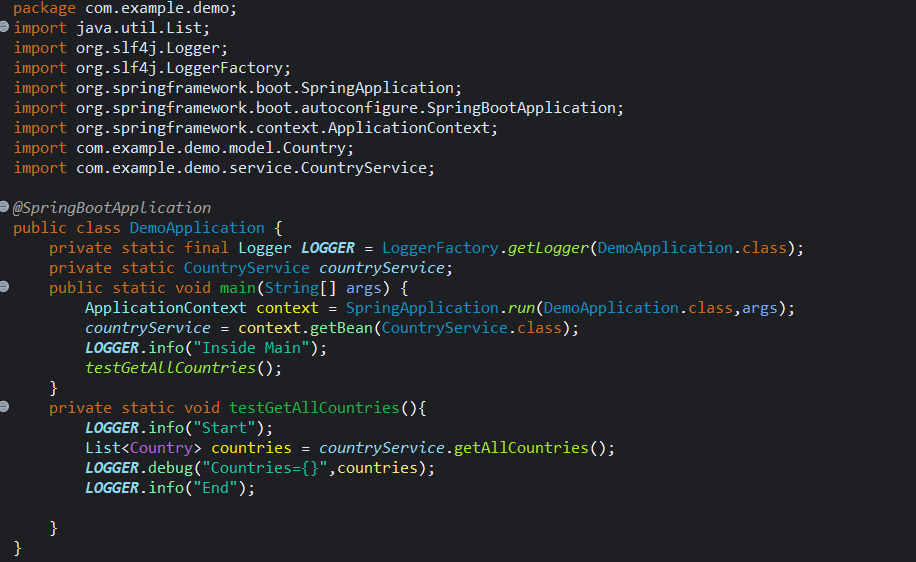 package com.example.demo;
import java.util.List;
import org.slf4j.Logger;
import org.slf4j.LoggerFactory;
import org.springframework.boot.SpringApplication;
import org.springframework.boot.autoconfigure.SpringBootApplication;
import org.springframework.context.ApplicationContext;
import com.example.demo.model.Country;
import com.example.demo.service.CountryService;

@SpringBootApplication
public class DemoApplication {
    private static final Logger LOGGER = LoggerFactory.getLogger(DemoApplication.class);
    private static CountryService countryService;
    public static void main(String[] args) {
        ApplicationContext context = SpringApplication.run(DemoApplication.class,args);
        countryService = context.getBean(CountryService.class);
        LOGGER.info("Inside Main");
        testGetAllCountries();
    }
    private static void testGetAllCountries(){
        LOGGER.info("Start");
        List<Country> countries = countryService.getAllCountries();
        LOGGER.debug("Countries={}",countries);
        LOGGER.info("End");

    }
}